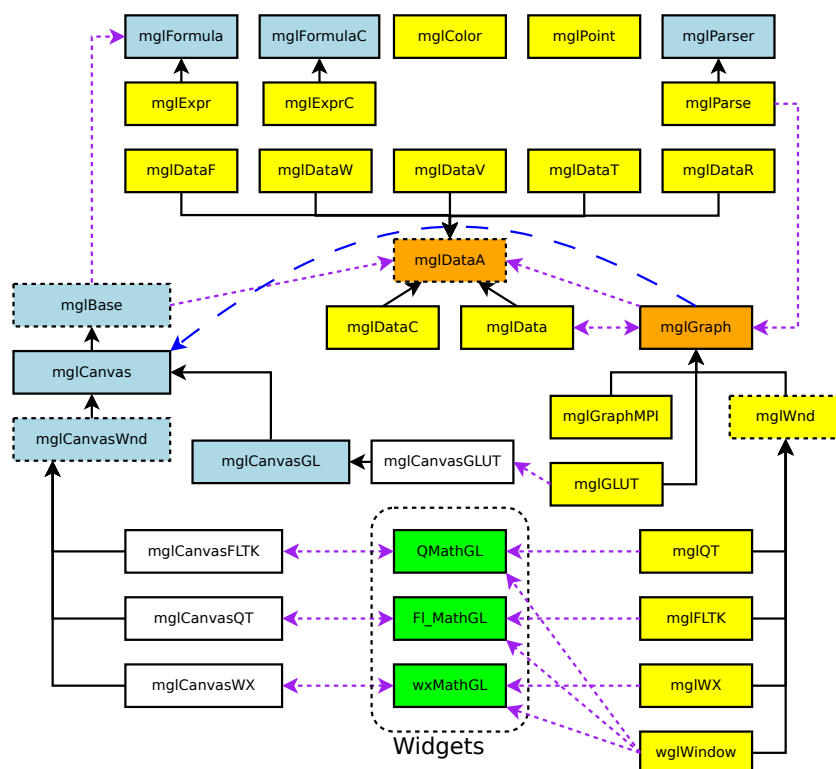 mglFormula
mglFormulaC
mglColor
mglPoint
mglParser
mglExpr
mglExprC
mglParse
mglDataF
mglDataW
mglDataV
mglDataT
mglDataR
mglDataA
mglBase
mglDataC
mglData
mglGraph
mglCanvas
mglGraphMPI
mglWnd
mglCanvasWnd
mglCanvasGL
mglCanvasGLUT
mglGLUT
mglCanvasFLTK
QMathGL
mglQT
mglCanvasQT
Fl_MathGL
mglFLTK
mglCanvasWX
wxMathGL
mglWX
Widgets
wglWindow